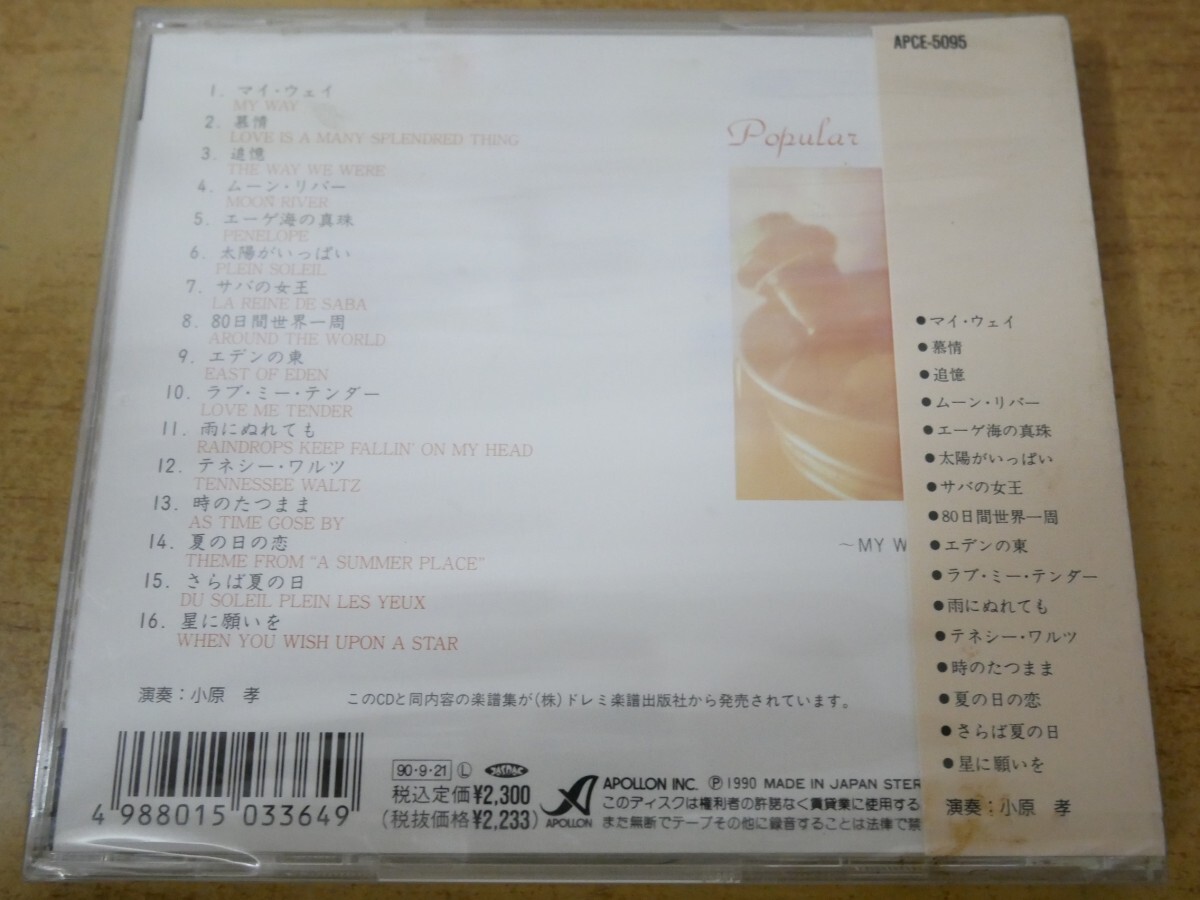 1. マイ・ウェイ
MY WAY
2. 慕情
LOVE IS A MANY SPLENDRED THING
3. 追憶
THE WAY WE WERE
4. ムーン・リバー
MOON RIVER
5. エーゲ海の真珠
PENELOPE
6. 太陽がいっぱい
PLEIN SOLEIL
7. サバの女王
LA REINE DE SABA
8. 80日間世界一周
AROUND THE WORLD
9. エデンの東
EAST OF EDEN
10. ラブ・ミー・テンダー
LOVE ME TENDER
11. 雨にぬれても
RAINDROPS KEEP FALLIN' ON MY HEAD
12. テネシー・ワルツ
TENNESSEE WALTZ
13. 時のたつまま
AS TIME GOSE BY
14. 夏の日の恋
THEME FROM "A SUMMER PLACE"
15. さらば夏の日
DU SOLEIL PLEIN LES YEUX
16. 星に願いを
WHEN YOU WISH UPON A STAR
演奏：小原 孝
このCDと同内容の楽譜集が(株)ドレミ楽譜出版社から発売されています。
Popular
〜MY W
4 988015 033649
90・9・21 Ⓛ JASRAC
税込定価¥2,300
(税抜価格¥2,233)
APOLLON
APOLLON INC. Ⓟ 1990 MADE IN JAPAN STER
このディスクは権利者の許諾なく賃貸業に使用する
また無断でテープその他に録音することは法律で禁
APCE-5095
●マイ・ウェイ
●慕情
●追憶
●ムーン・リバー
●エーゲ海の真珠
●太陽がいっぱい
●サバの女王
●80日間世界一周
●エデンの東
●ラブ・ミー・テンダー
●雨にぬれても
●テネシー・ワルツ
●時のたつまま
●夏の日の恋
●さらば夏の日
●星に願いを
演奏：小原 孝